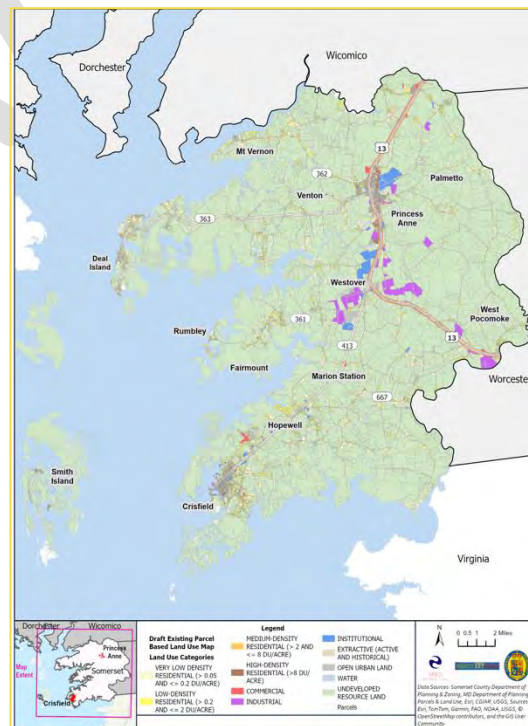 Wicomico
Dorchester
13
Mt Vernon
362
Palmetto
Venton
363
Princess
Anne
Deal
Island
Westover
West
Pocomoke
361
Rumbley
13
413
Fairmount
Marion Station
Worcester
667
Hopewell
Smith
Island
Crisfield
Virginia
Dorchester
Wicomico
Princess
Anne
Map
Extent
Somerset
Crisfield
Draft Existing Parcel
Based Land Use Map
Land Use Categories
VERY LOW DENSITY
RESIDENTIAL (> 0.05
AND <= 0.2 DU/ACRE)
LOW-DENSITY
RESIDENTIAL (> 0.2
AND <= 2 DU/ACRE)
Legend
MEDIUM-DENSITY
RESIDENTIAL (> 2 AND
<= 8 DU/ACRE)
HIGH-DENSITY
RESIDENTIAL (>8 DU/
ACRE)
COMMERCIAL
INDUSTRIAL
INSTITUTIONAL
EXTRACTIVE (ACTIVE
AND HISTORICAL)
OPEN URBAN LAND
WATER
UNDEVELOPED
RESOURCE LAND
Parcels
N
0 0.5 1 2 Miles
Data Sources: Somerset County Department of
Planning & Zoning, MD Department of Planning
Parcels & Land Use, Esri, CGIAR, USGS, Source:
Esri, TomTom, Garmin, FAO, NOAA, USGS, ©
OpenStreetMap contributors, and the GIS User
Community